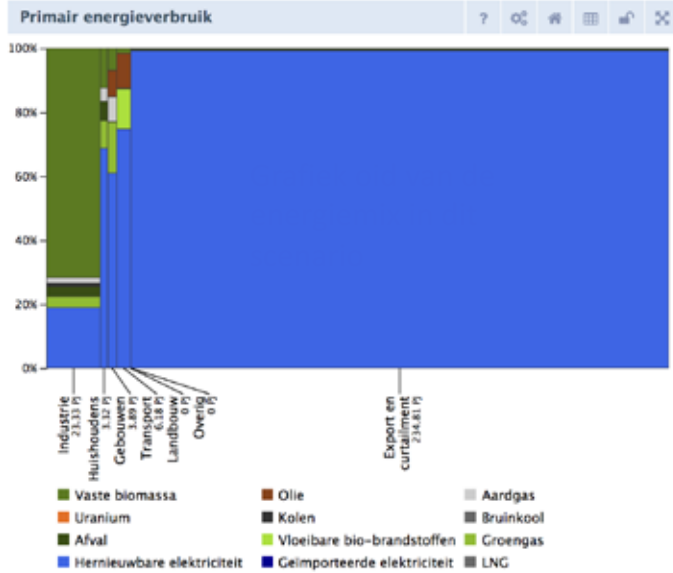 Primair energieverbruik ?
100%
80%
60%
40%
20%
0%
Industrie
23.33 PJ
Huishoudens
3.32 PJ
Gebouwen
3.89 PJ
Transport
6.18 PJ
Landbouw
0 PJ
Overig
0 PJ
Export en
curtailment
234.81 PJ
Vaste biomassa Olie Aardgas
Uranium Kolen Bruinkool
Afval Vloeibare bio-brandstoffen Groengas
Hernieuwbare elektriciteit Geïmporteerde elektriciteit LNG